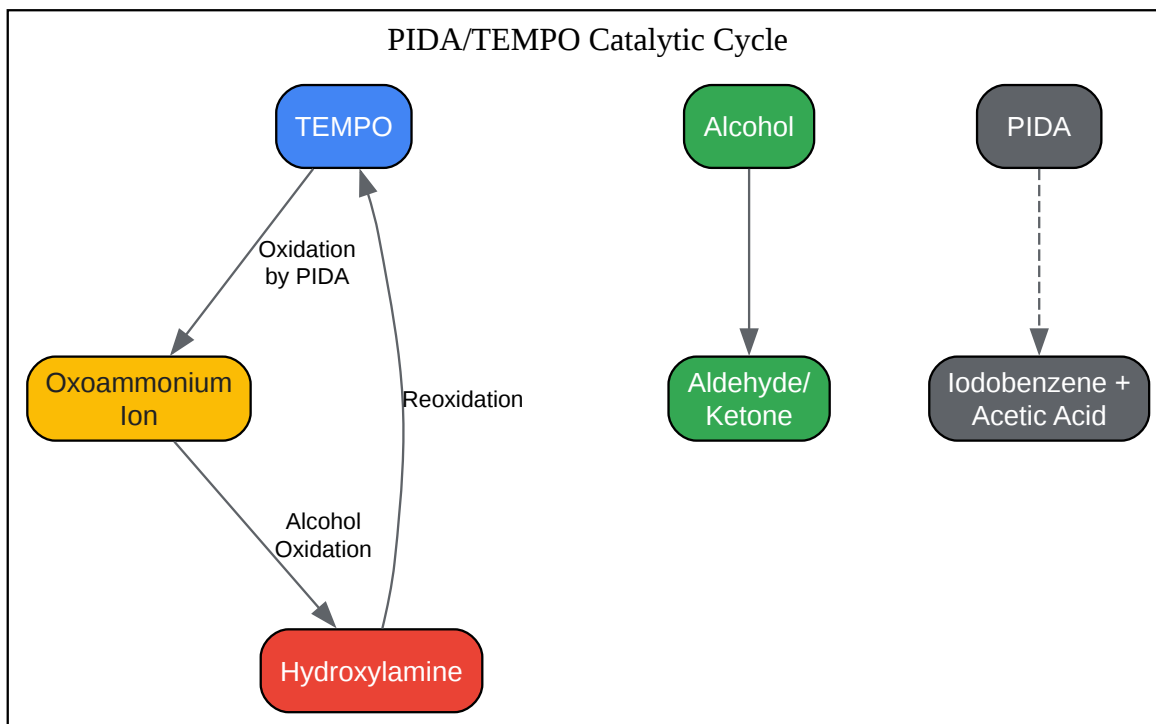 PIDA/TEMPO Catalytic Cycle
TEMPO
Alcohol
PIDA
Oxidation
by PIDA
Oxoammonium
Ion
Reoxidation
Aldehyde/
Ketone
Iodobenzene +
Acetic Acid
Alcohol
Oxidation
Hydroxylamine